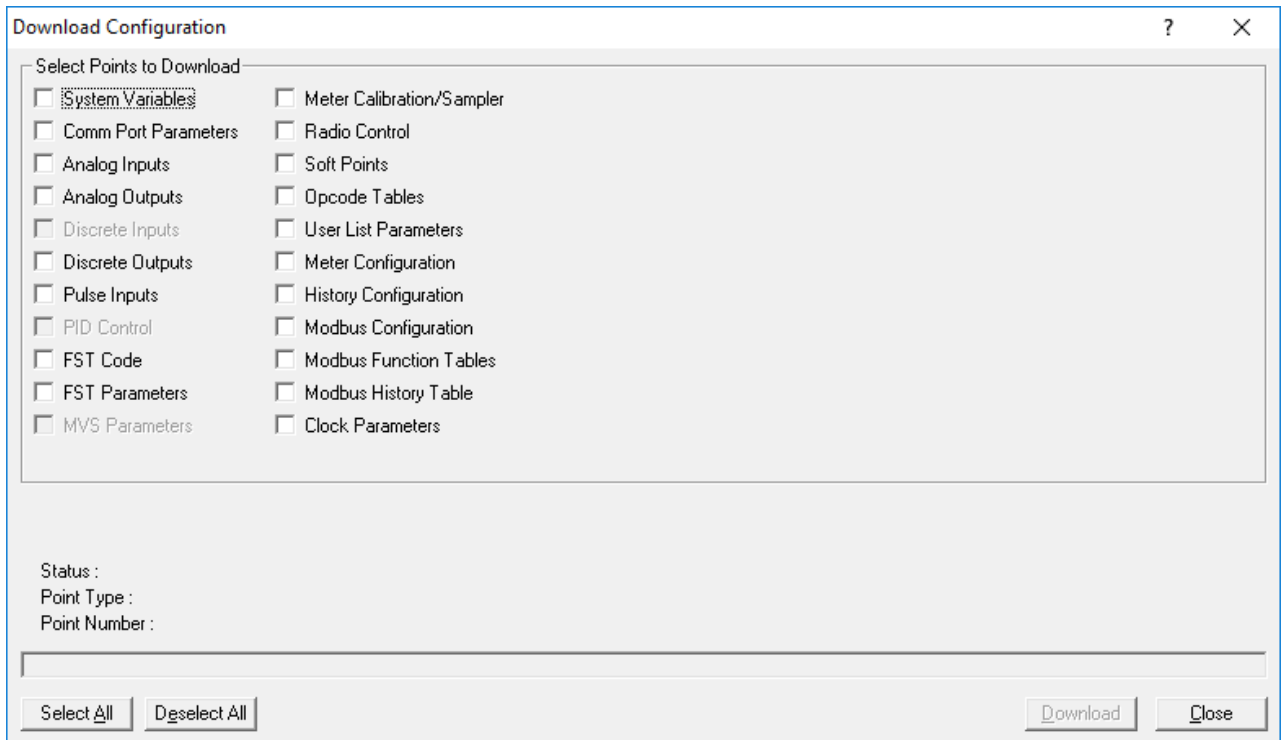 Download Configuration
?
Select Points to Download
System Variables
Comm Port Parameters
Analog Inputs
Analog Outputs
Discrete Inputs
Discrete Outputs
Pulse Inputs
PID Control
FST Code
FST Parameters
MVS Parameters
Meter Calibration/Sampler
Radio Control
Soft Points
Opcode Tables
User List Parameters
Meter Configuration
History Configuration
Modbus Configuration
Modbus Function Tables
Modbus History Table
Clock Parameters
Status :
Point Type :
Point Number :
Select All
Deselect All
Download
Close